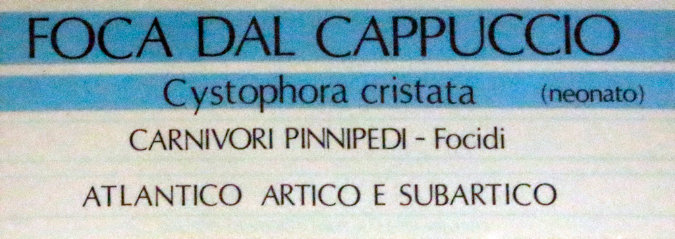 FOCA DAL CAPPUCCIO
Cystophora cristata (neonato)
CARNIVORI PINNIPEDI - Focidi
ATLANTICO ARTICO E SUBARTICO